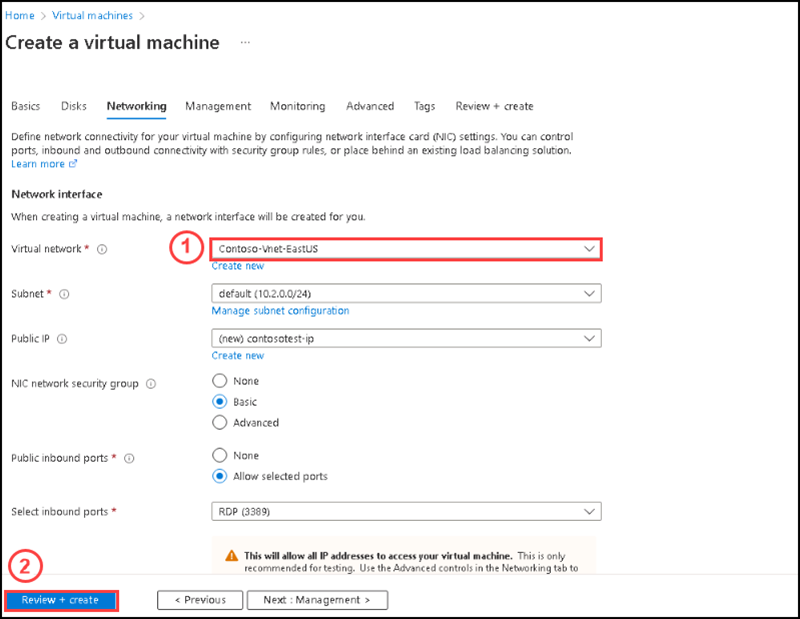 Home > Virtual machines >
Create a virtual machine ...
Basics Disks Networking Management Monitoring Advanced Tags Review + create
Define network connectivity for your virtual machine by configuring network interface card (NIC) settings. You can control
ports, inbound and outbound connectivity with security group rules, or place behind an existing load balancing solution.
Learn more
Network interface
When creating a virtual machine, a network interface will be created for you.
Virtual network * 1 Contoso-Vnet-EastUS
Create new
Subnet * default (10.2.0.0/24)
Manage subnet configuration
Public IP (new) contosotest-ip
Create new
NIC network security group None
Basic
Advanced
Public inbound ports * None
Allow selected ports
Select inbound ports * RDP (3389)
This will allow all IP addresses to access your virtual machine. This is only
recommended for testing. Use the Advanced controls in the Networking tab to
2
Review + create < Previous Next : Management >